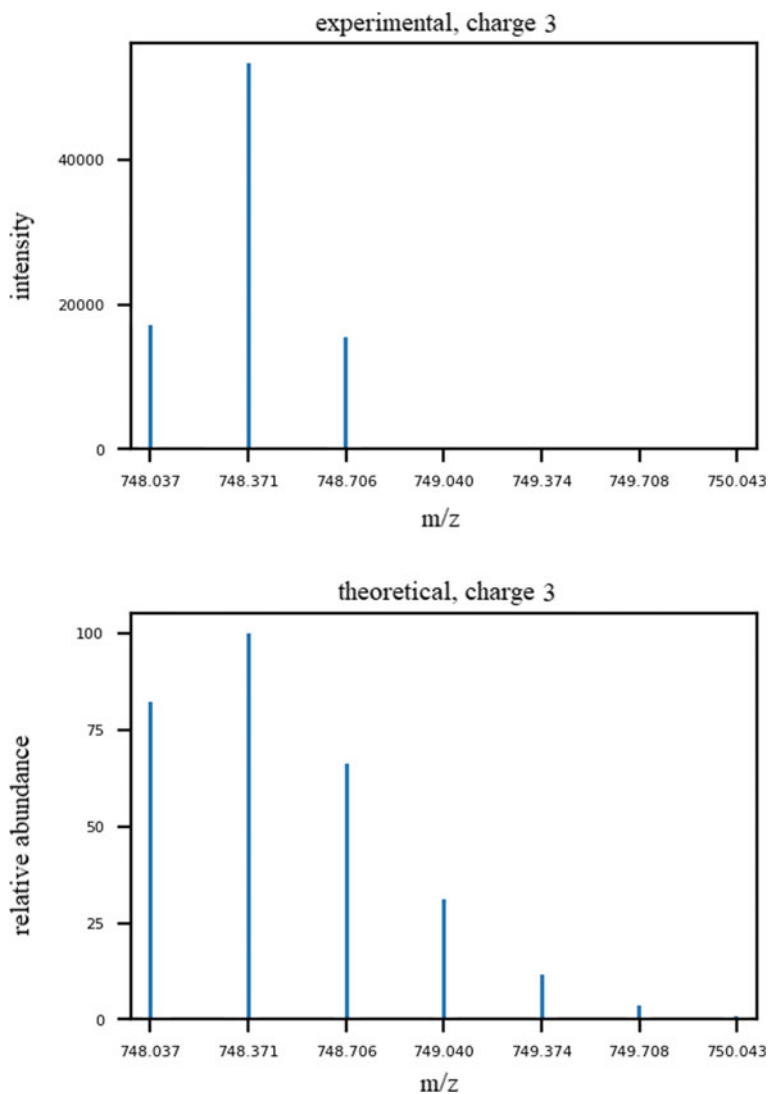 experimental, charge 3
40000
20000
0
intensity
748.037 748.371 748.706 749.040 749.374 749.708 750.043
m/z
theoretical, charge 3
100
75
50
25
0
relative abundance
748.037 748.371 748.706 749.040 749.374 749.708 750.043
m/z